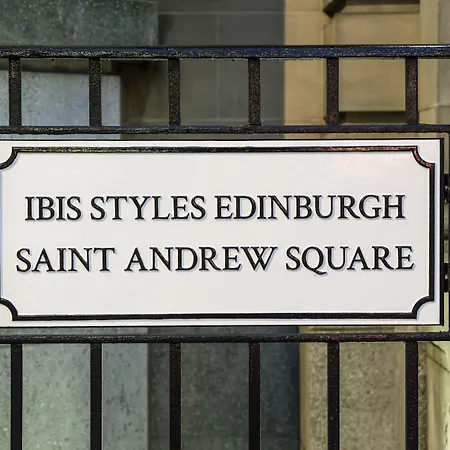 IBIS STYLES EDINBURGH
SAINT ANDREW SQUARE